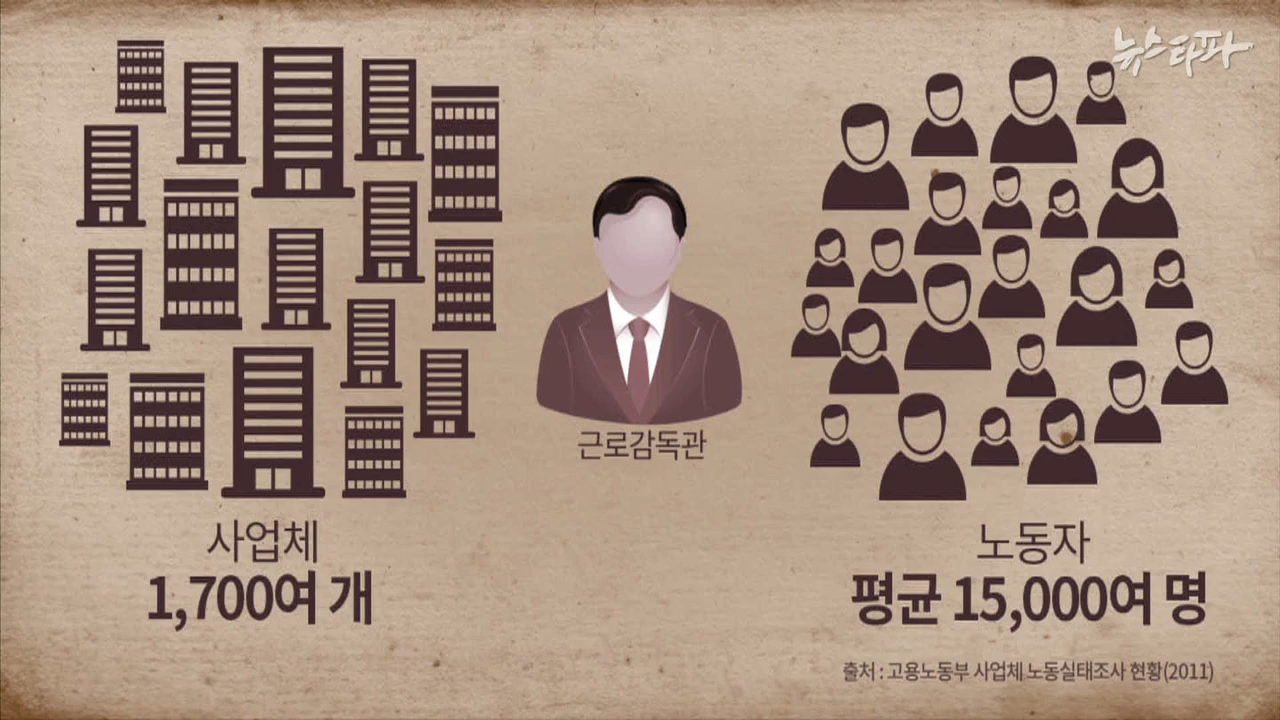 뉴스타파
근로감독관
사업체
1,700여 개
노동자
평균 15,000여 명
출처 : 고용노동부 사업체 노동실태조사 현황(2011)